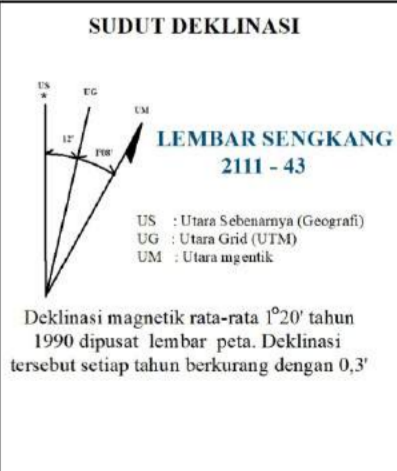 SUDUT DEKLINASI
US
UG
UM
12'
1°08'
LEMBAR SENGKANG
2111 - 43
US : Utara Sebenarnya (Geografi)
UG : Utara Grid (UTM)
UM : Utara mgentik
Deklinasi magnetik rata-rata 1°20' tahun
1990 dipusat lembar peta. Deklinasi
tersebut setiap tahun berkurang dengan 0,3'